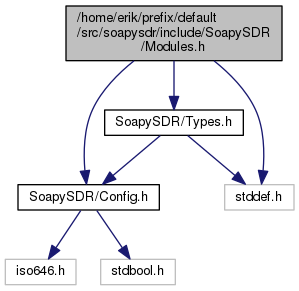 /home/erik/prefix/default
/src/soapysdr/include/SoapySDR
/Modules.h
SoapySDR/Types.h
SoapySDR/Config.h
stddef.h
iso646.h
stdbool.h